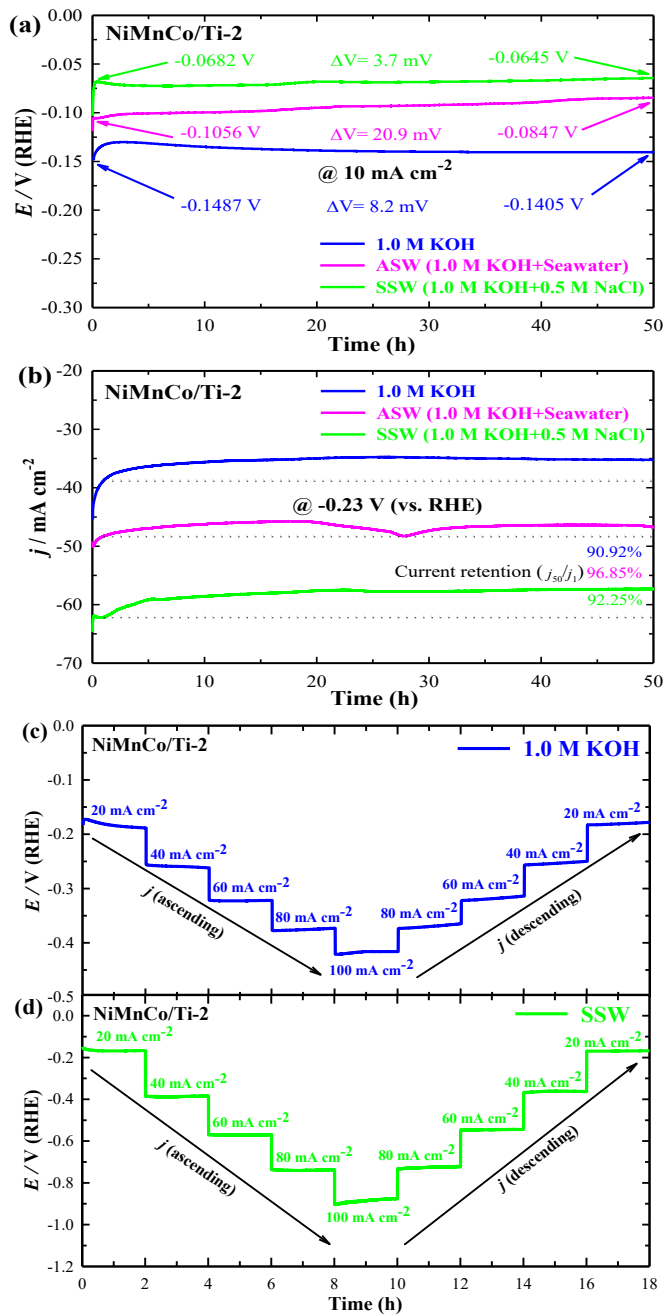 (a)
NiMnCo/Ti-2
-0.0682 V
ΔV= 3.7 mV
-0.0645 V
-0.1056 V
ΔV= 20.9 mV
-0.0847 V
@ 10 mA cm-2
-0.1487 V
ΔV= 8.2 mV
-0.1405 V
1.0 M KOH
ASW (1.0 M KOH+Seawater)
SSW (1.0 M KOH+0.5 M NaCl)
0.00
-0.05
-0.10
-0.15
-0.20
-0.25
-0.30
E / V (RHE)
0 10 20 30 40 50
Time (h)
(b)
NiMnCo/Ti-2
1.0 M KOH
ASW (1.0 M KOH+Seawater)
SSW (1.0 M KOH+0.5 M NaCl)
@ -0.23 V (vs. RHE)
90.92%
Current retention (j50/j1) 96.85%
92.25%
-20
-30
-40
-50
-60
-70
j / mA cm-2
0 10 20 30 40 50
Time (h)
(c)
NiMnCo/Ti-2
1.0 M KOH
20 mA cm-2
40 mA cm-2
60 mA cm-2
80 mA cm-2
100 mA cm-2
80 mA cm-2
60 mA cm-2
40 mA cm-2
20 mA cm-2
j (ascending)
j (descending)
0.0
-0.1
-0.2
-0.3
-0.4
-0.5
E / V (RHE)
(d)
NiMnCo/Ti-2
SSW
20 mA cm-2
40 mA cm-2
60 mA cm-2
80 mA cm-2
100 mA cm-2
80 mA cm-2
60 mA cm-2
40 mA cm-2
20 mA cm-2
j (ascending)
j (descending)
0.0
-0.2
-0.4
-0.6
-0.8
-1.0
-1.2
E / V (RHE)
0 2 4 6 8 10 12 14 16 18
Time (h)